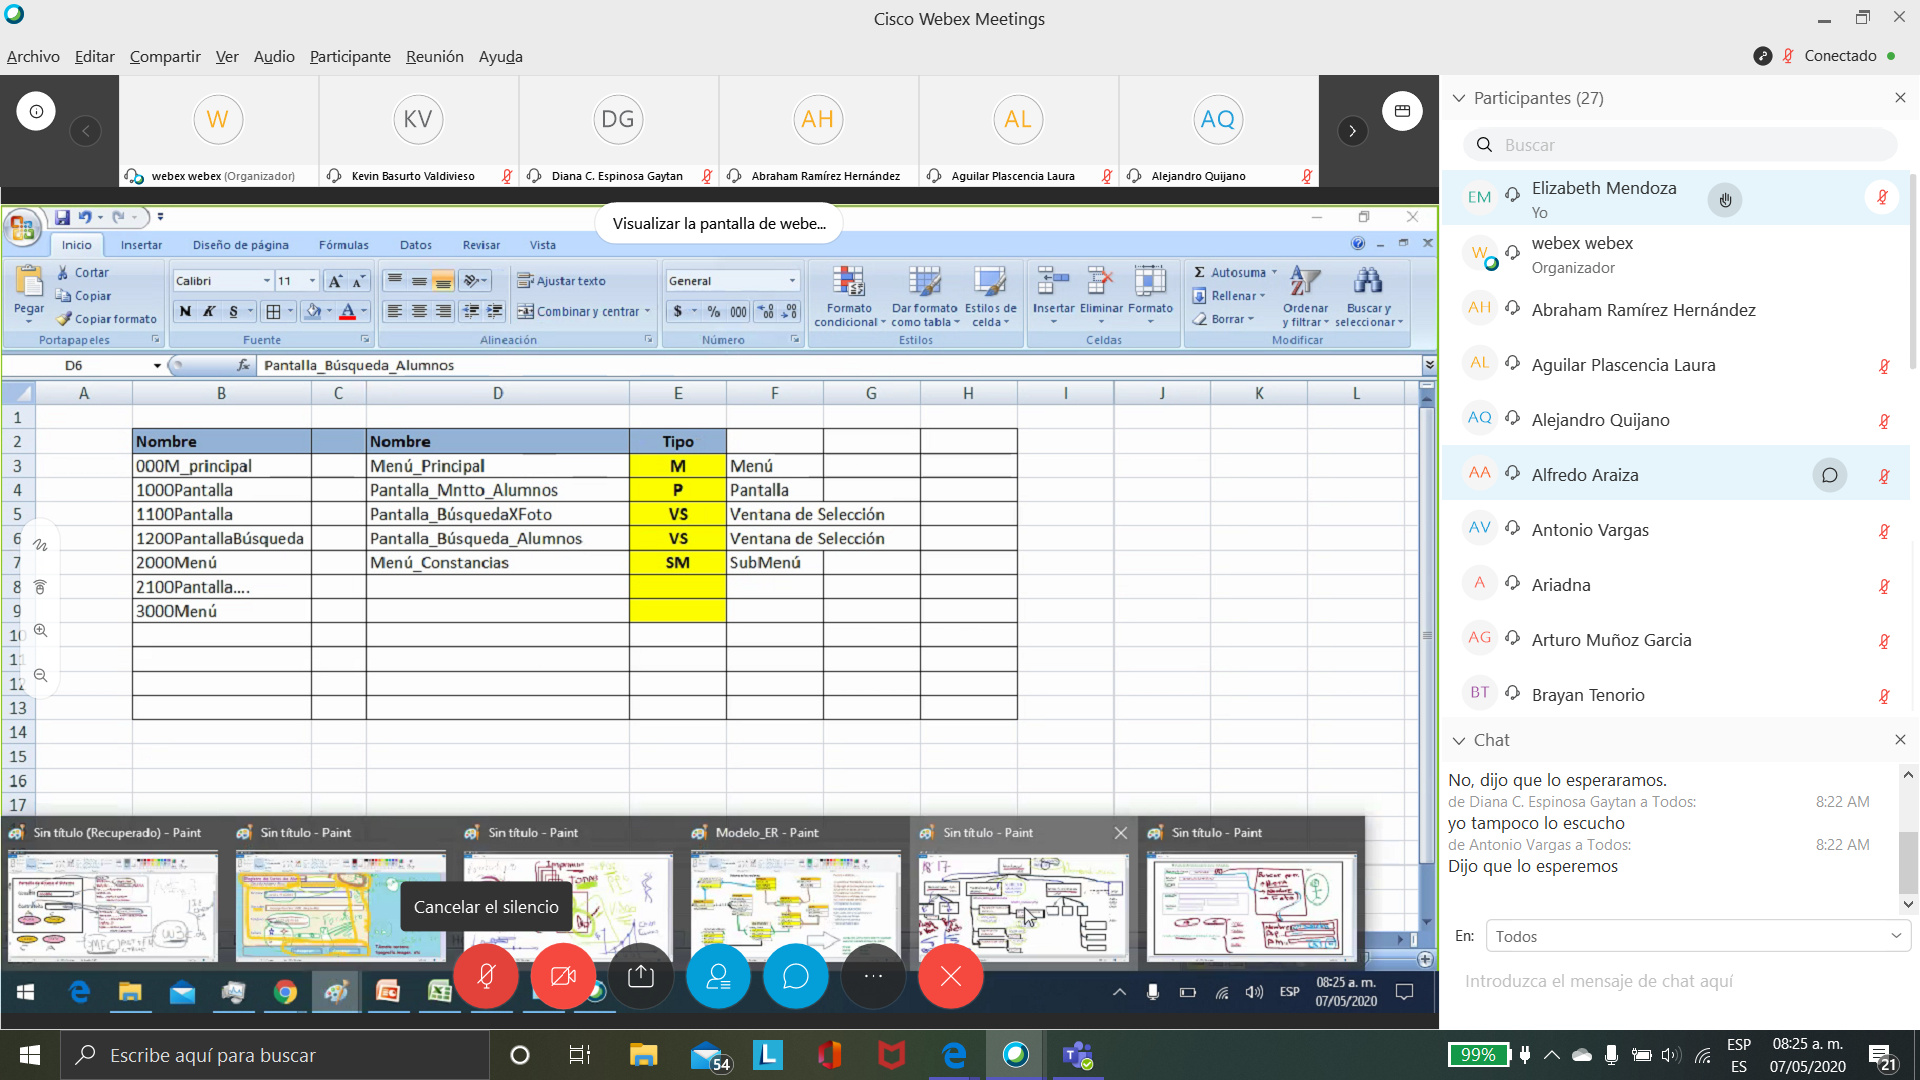 Cisco Webex Meetings
Archivo Editar Compartir Ver Audio Participante Reunión Ayuda
Conectado
W KV DG AH AL AQ
webex webex (Organizador) Kevin Basurto Valdivieso Diana C. Espinosa Gaytan Abraham Ramírez Hernández Aguilar Plascencia Laura Alejandro Quijano
Visualizar la pantalla de webe...
Inicio Insertar Diseño de página Fórmulas Datos Revisar Vista
Pegar Cortar Copiar Copiar formato Portapapeles
Calibri 11 N K S Fuente
Ajustar texto Combinar y centrar Alineación
General $ % 000 Número
Formato condicional Dar formato como tabla Estilos de celda Estilos
Insertar Eliminar Formato Celdas
Autosuma Rellenar Borrar Ordenar y filtrar Buscar y seleccionar Modificar
D6 fx Pantalla_Búsqueda_Alumnos
A B C D E F G H I J K L
1
2 Nombre Nombre Tipo
3 000M_principal Menú_Principal M Menú
4 1000Pantalla Pantalla_Mntto_Alumnos P Pantalla
5 1100Pantalla Pantalla_BúsquedaXFoto VS Ventana de Selección
6 1200PantallaBúsqueda Pantalla_Búsqueda_Alumnos VS Ventana de Selección
7 2000Menú Menú_Constancias SM SubMenú
8 2100Pantalla....
9 3000Menú
10
11
12
13
14
15
16
17
Sin título (Recuperado) - Paint Sin título - Paint Sin título - Paint Modelo_ER - Paint Sin título - Paint Sin título - Paint
Cancelar el silencio
ESP 08:25 a. m.
07/05/2020
Participantes (27)
Buscar
EM Elizabeth Mendoza
Yo
W webex webex
Organizador
AH Abraham Ramírez Hernández
AL Aguilar Plascencia Laura
AQ Alejandro Quijano
AA Alfredo Araiza
AV Antonio Vargas
A Ariadna
AG Arturo Muñoz Garcia
BT Brayan Tenorio
Chat
No, dijo que lo esperaramos.
de Diana C. Espinosa Gaytan a Todos: 8:22 AM
yo tampoco lo escucho
de Antonio Vargas a Todos: 8:22 AM
Dijo que lo esperemos
En: Todos
Introduzca el mensaje de chat aquí
Escribe aquí para buscar
54
99%
ESP
ES
08:25 a. m.
07/05/2020
21